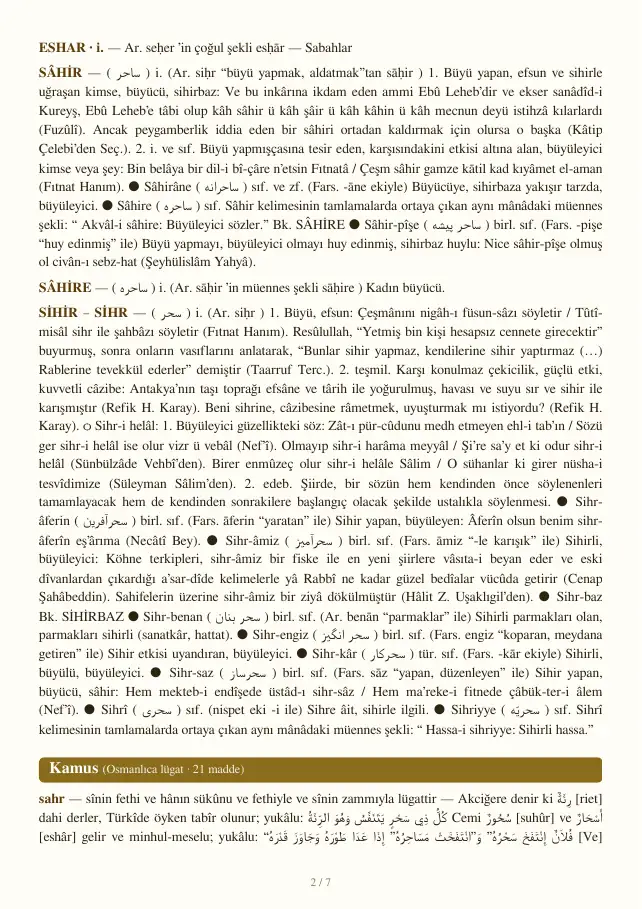 ESHAR · i. — Ar. seḥer 'in çoğul şekli esḥār — Sabahlar
SÂHİR — ( ساحر ) i. (Ar. siḥr “büyü yapmak, aldatmak”tan sāḥir ) 1. Büyü yapan, efsun ve sihirle
uğraşan kimse, büyücü, sihirbaz: Ve bu inkârına ikdam eden ammi Ebû Leheb'dir ve ekser sanâdîd-i
Kureyş, Ebû Leheb'e tâbi olup kâh sâhir ü kâh şâir ü kâh kâhin ü kâh mecnun deyü istihzâ kılarlardı
(Fuzûlî). Ancak peygamberlik iddia eden bir sâhiri ortadan kaldırmak için olursa o başka (Kâtip
Çelebi'den Seç.). 2. i. ve sıf. Büyü yapmışçasına tesir eden, karşısındakini etkisi altına alan, büyüleyici
kimse veya şey: Bin belâya bir dil-i bî-çâre n'etsin Fıtnatâ / Çeşm sâhir gamze kātil kad kıyâmet el-aman
(Fıtnat Hanım). ● Sâhirâne ( ساحرانه ) sıf. ve zf. (Fars. -āne ekiyle) Büyücüye, sihirbaza yakışır tarzda,
büyüleyici. ● Sâhire ( ساحره ) sıf. Sâhir kelimesinin tamlamalarda ortaya çıkan aynı mânâdaki müennes
şekli: “ Akvâl-i sâhire: Büyüleyici sözler.” Bk. SÂHİRE ● Sâhir-pîşe ( ساحر پیشه ) birl. sıf. (Fars. -pişe
“huy edinmiş” ile) Büyü yapmayı, büyüleyici olmayı huy edinmiş, sihirbaz huylu: Nice sâhir-pîşe olmuş
ol civân-ı sebz-hat (Şeyhülislâm Yahyâ).
SÂHİRE — ( ساحره ) i. (Ar. sāḥir 'in müennes şekli sāḥire ) Kadın büyücü.
SİHİR – SİHR — ( سحر ) i. (Ar. siḥr ) 1. Büyü, efsun: Çeşmânını nigâh-ı füsun-sâzı söyletir / Tûtî-
misâl sihr ile şahbâzı söyletir (Fıtnat Hanım). Resûlullah, “Yetmiş bin kişi hesapsız cennete girecektir”
buyurmuş, sonra onların vasıflarını anlatarak, “Bunlar sihir yapmaz, kendilerine sihir yaptırmaz (…)
Rablerine tevekkül ederler” demiştir (Taarruf Terc.). 2. teşmil. Karşı konulmaz çekicilik, güçlü etki,
kuvvetli câzibe: Antakya'nın taşı toprağı efsâne ve târih ile yoğurulmuş, havası ve suyu sır ve sihir ile
karışmıştır (Refik H. Karay). Beni sihrine, câzibesine râmetmek, uyuşturmak mı istiyordu? (Refik H.
Karay). ѻ Sihr-i helâl: 1. Büyüleyici güzellikteki söz: Zât-ı pür-cûdunu medh etmeyen ehl-i tab'ın / Sözü
ger sihr-i helâl ise olur vizr ü vebâl (Nef'î). Olmayıp sihr-i harâma meyyâl / Şi're sa'y et ki odur sihr-i
helâl (Sünbülzâde Vehbî'den). Birer enmûzeç olur sihr-i helâle Sâlim / O sühanlar ki girer nüsha-i
tesvîdimize (Süleyman Sâlim'den). 2. edeb. Şiirde, bir sözün hem kendinden önce söylenenleri
tamamlayacak hem de kendinden sonrakilere başlangıç olacak şekilde ustalıkla söylenmesi. ● Sihr-
âferin ( سحرآفرین ) birl. sıf. (Fars. āferin “yaratan” ile) Sihir yapan, büyüleyen: Âferîn olsun benim sihr-
âferîn eş'ârıma (Necâtî Bey). ● Sihr-âmiz ( سحرآمیز ) birl. sıf. (Fars. āmiz “-le karışık” ile) Sihirli,
büyüleyici: Köhne terkipleri, sihr-âmiz bir fiske ile en yeni şiirlere vâsıta-i beyan eder ve eski
dîvanlardan çıkardığı a'sar-dîde kelimelerle yâ Rabbî ne kadar güzel bedîalar vücûda getirir (Cenap
Şahâbeddin). Sahifelerin üzerine sihr-âmiz bir ziyâ dökülmüştür (Hâlit Z. Uşaklıgil'den). ● Sihr-baz
Bk. SİHİRBAZ ● Sihr-benan ( سحر بنان ) birl. sıf. (Ar. benān “parmaklar” ile) Sihirli parmakları olan,
parmakları sihirli (sanatkâr, hattat). ● Sihr-engiz ( سحر انگیز ) birl. sıf. (Fars. engiz “koparan, meydana
getiren” ile) Sihir etkisi uyandıran, büyüleyici. ● Sihr-kâr ( سحركار ) tür. sıf. (Fars. -kār ekiyle) Sihirli,
büyülü, büyüleyici. ● Sihr-saz ( سحرساز ) birl. sıf. (Fars. sāz “yapan, düzenleyen” ile) Sihir yapan,
büyücü, sâhir: Hem mekteb-i endîşede üstâd-ı sihr-sâz / Hem ma'reke-i fitnede çâbük-ter-i âlem
(Nef'î). ● Sihrî ( سحری ) sıf. (nispet eki -i ile) Sihre âit, sihirle ilgili. ● Sihriyye ( سحریّه ) sıf. Sihrî
kelimesinin tamlamalarda ortaya çıkan aynı mânâdaki müennes şekli: “ Hassa-i sihriyye: Sihirli hassa.”
Kamus (Osmanlıca lügat · 21 madde)
sahr — sînin fethi ve hânın sükûnu ve fethiyle ve sînin zammıyla lügattir — Akciğere denir ki رِئَةٌ [riet]
dahi derler, Türkîde öyken tabîr olunur; yukâlu: كُلُّ ذِي سَحْرٍ يَتَنَفَّسُ وَهُوَ الرِّئَةُ Cemi سُحُورٌ [suhûr] ve أَسْحَارٌ
[eshâr] gelir ve minhul-meselu; yukâlu: “فُلاَنٌ إِنْتَفَخَ سَحْرُهُ” وَ”انْتَفَخَتْ مَسَاحِرُهُ” إِذَا عَدَا طَوْرَهُ وَجَاوَزَ قَدْرَهُ [Ve]
2 / 7